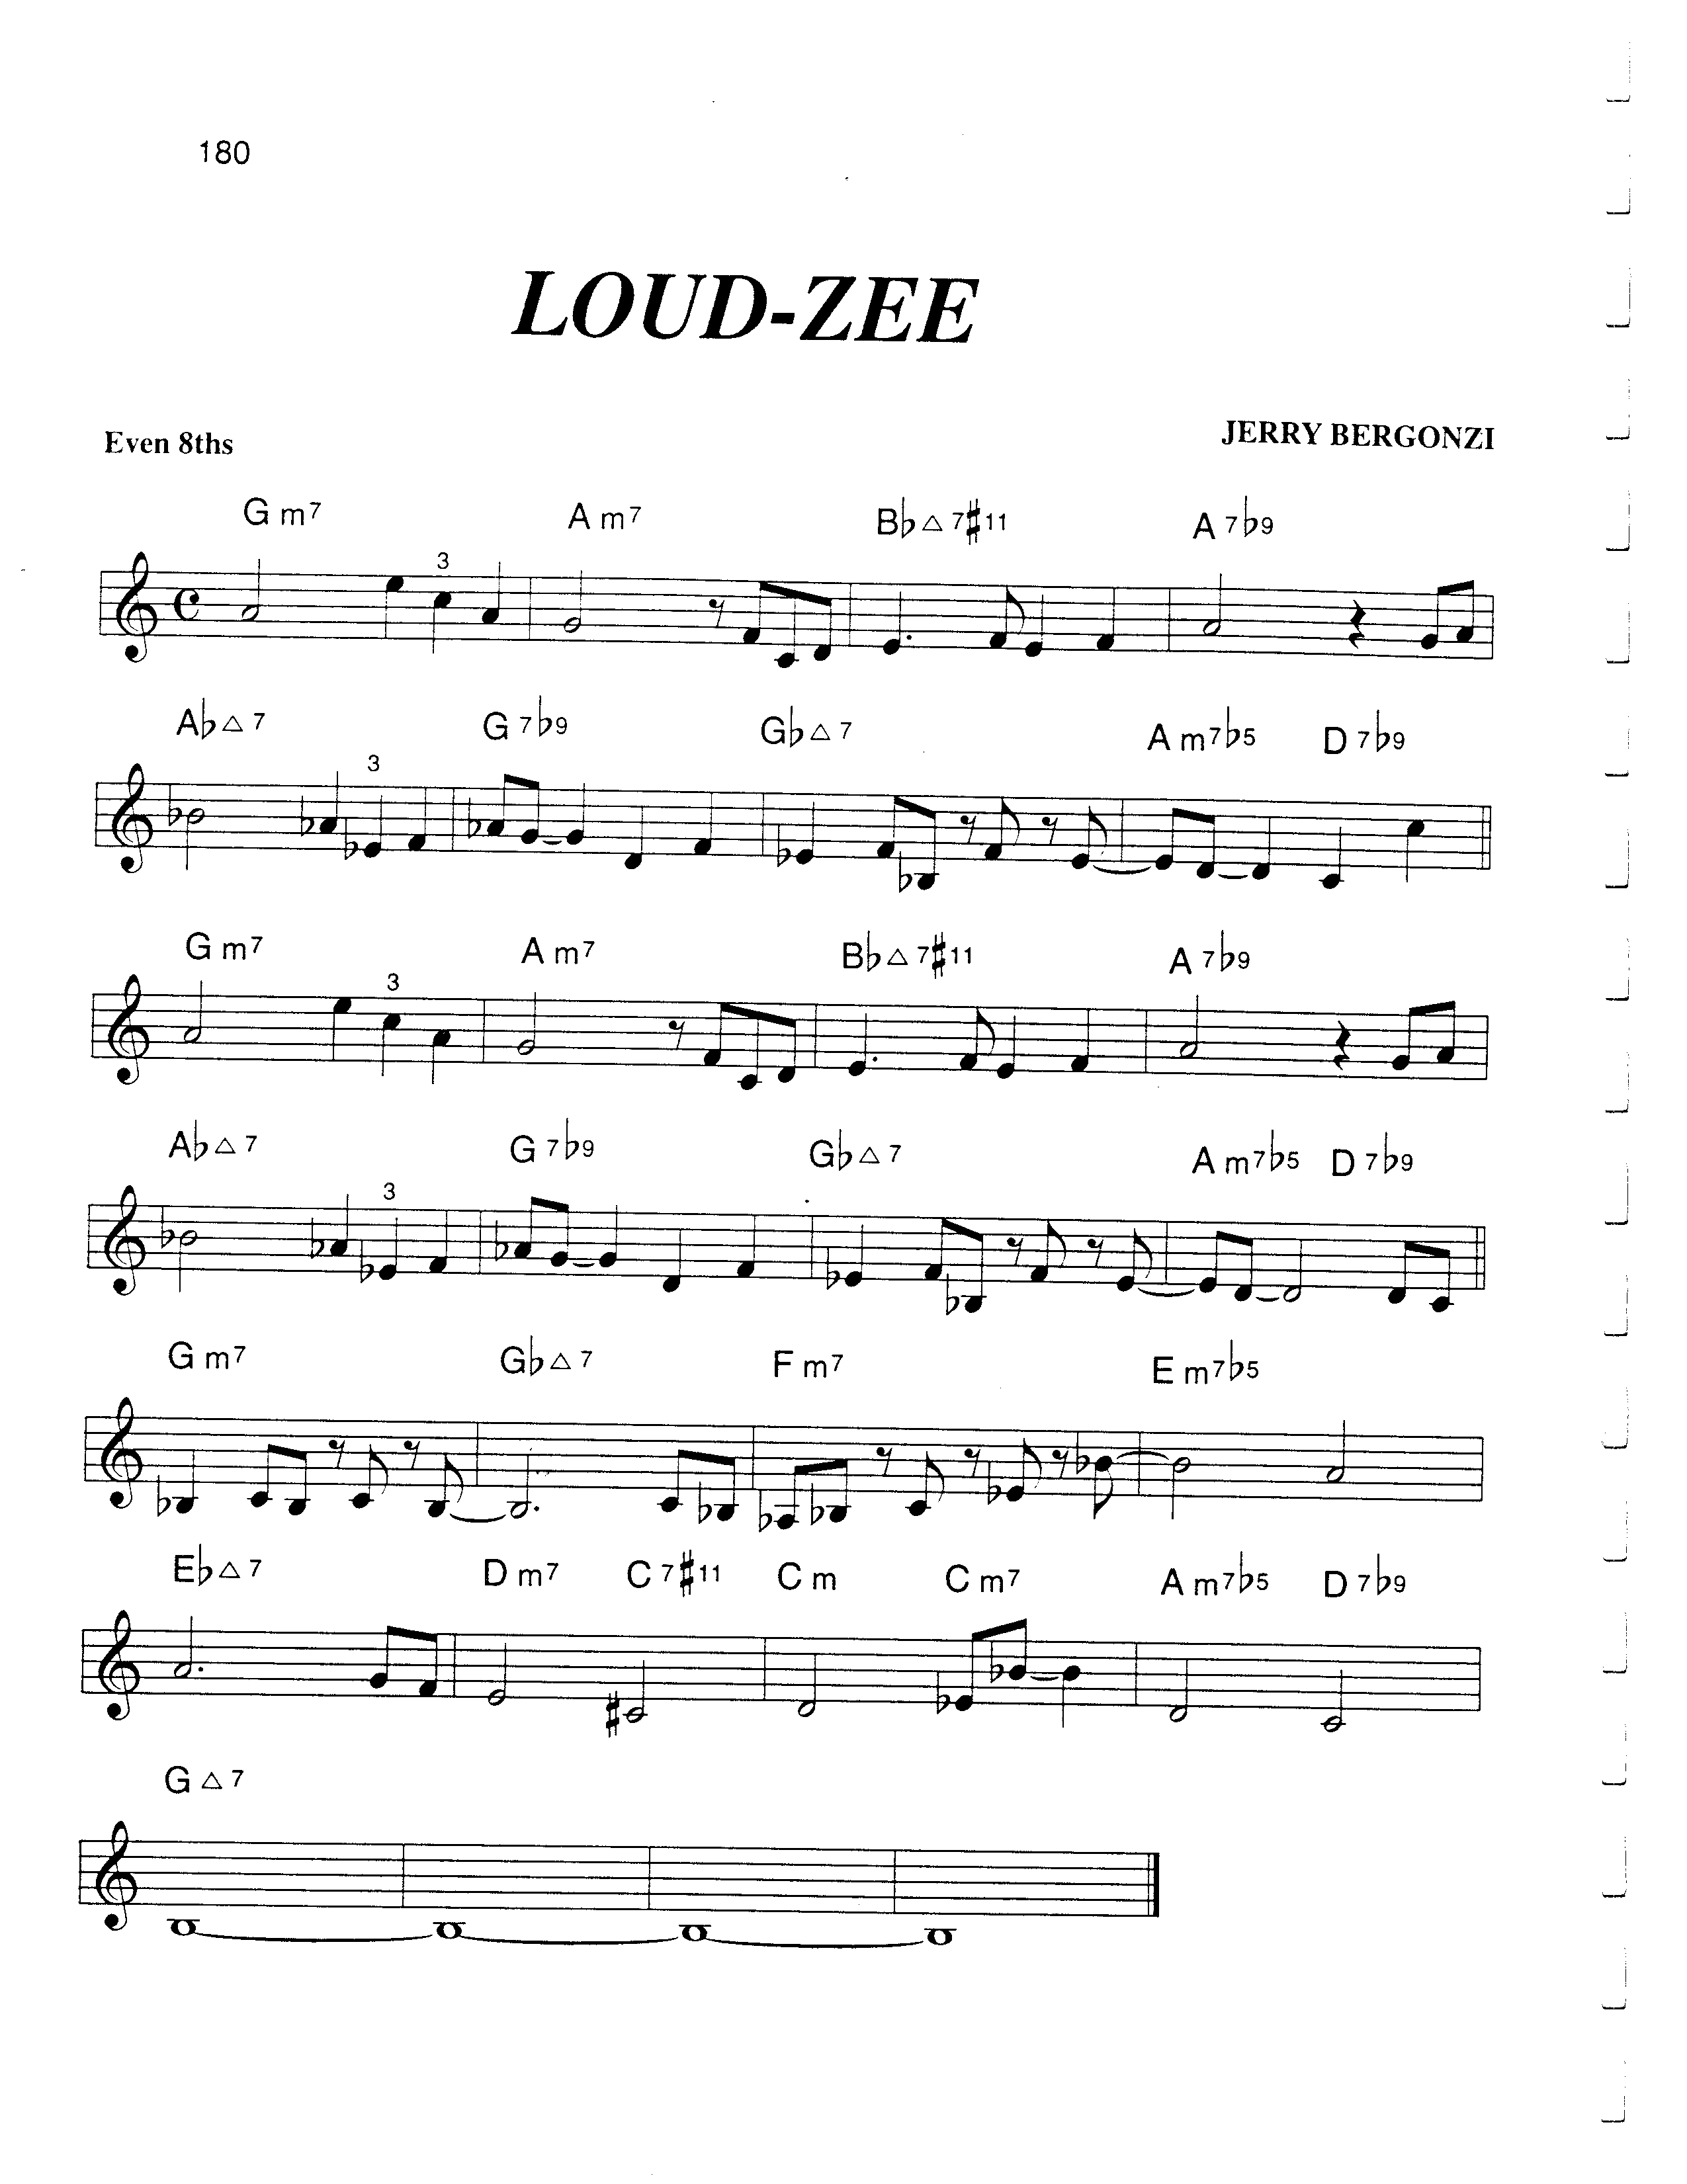 180
LOUD-ZEE
Even 8ths
JERRY BERGONZI
G m7 A m7 B♭△7♯11 A 7♭9
3
A♭△7 G 7♭9 G♭△7 A m7♭5 D 7♭9
3
G m7 A m7 B♭△7♯11 A 7♭9
3
A♭△7 G 7♭9 G♭△7 A m7♭5 D 7♭9
3
G m7 G♭△7 F m7 E m7♭5
E♭△7 D m7 C 7♯11 C m C m7 A m7♭5 D 7♭9
G △7